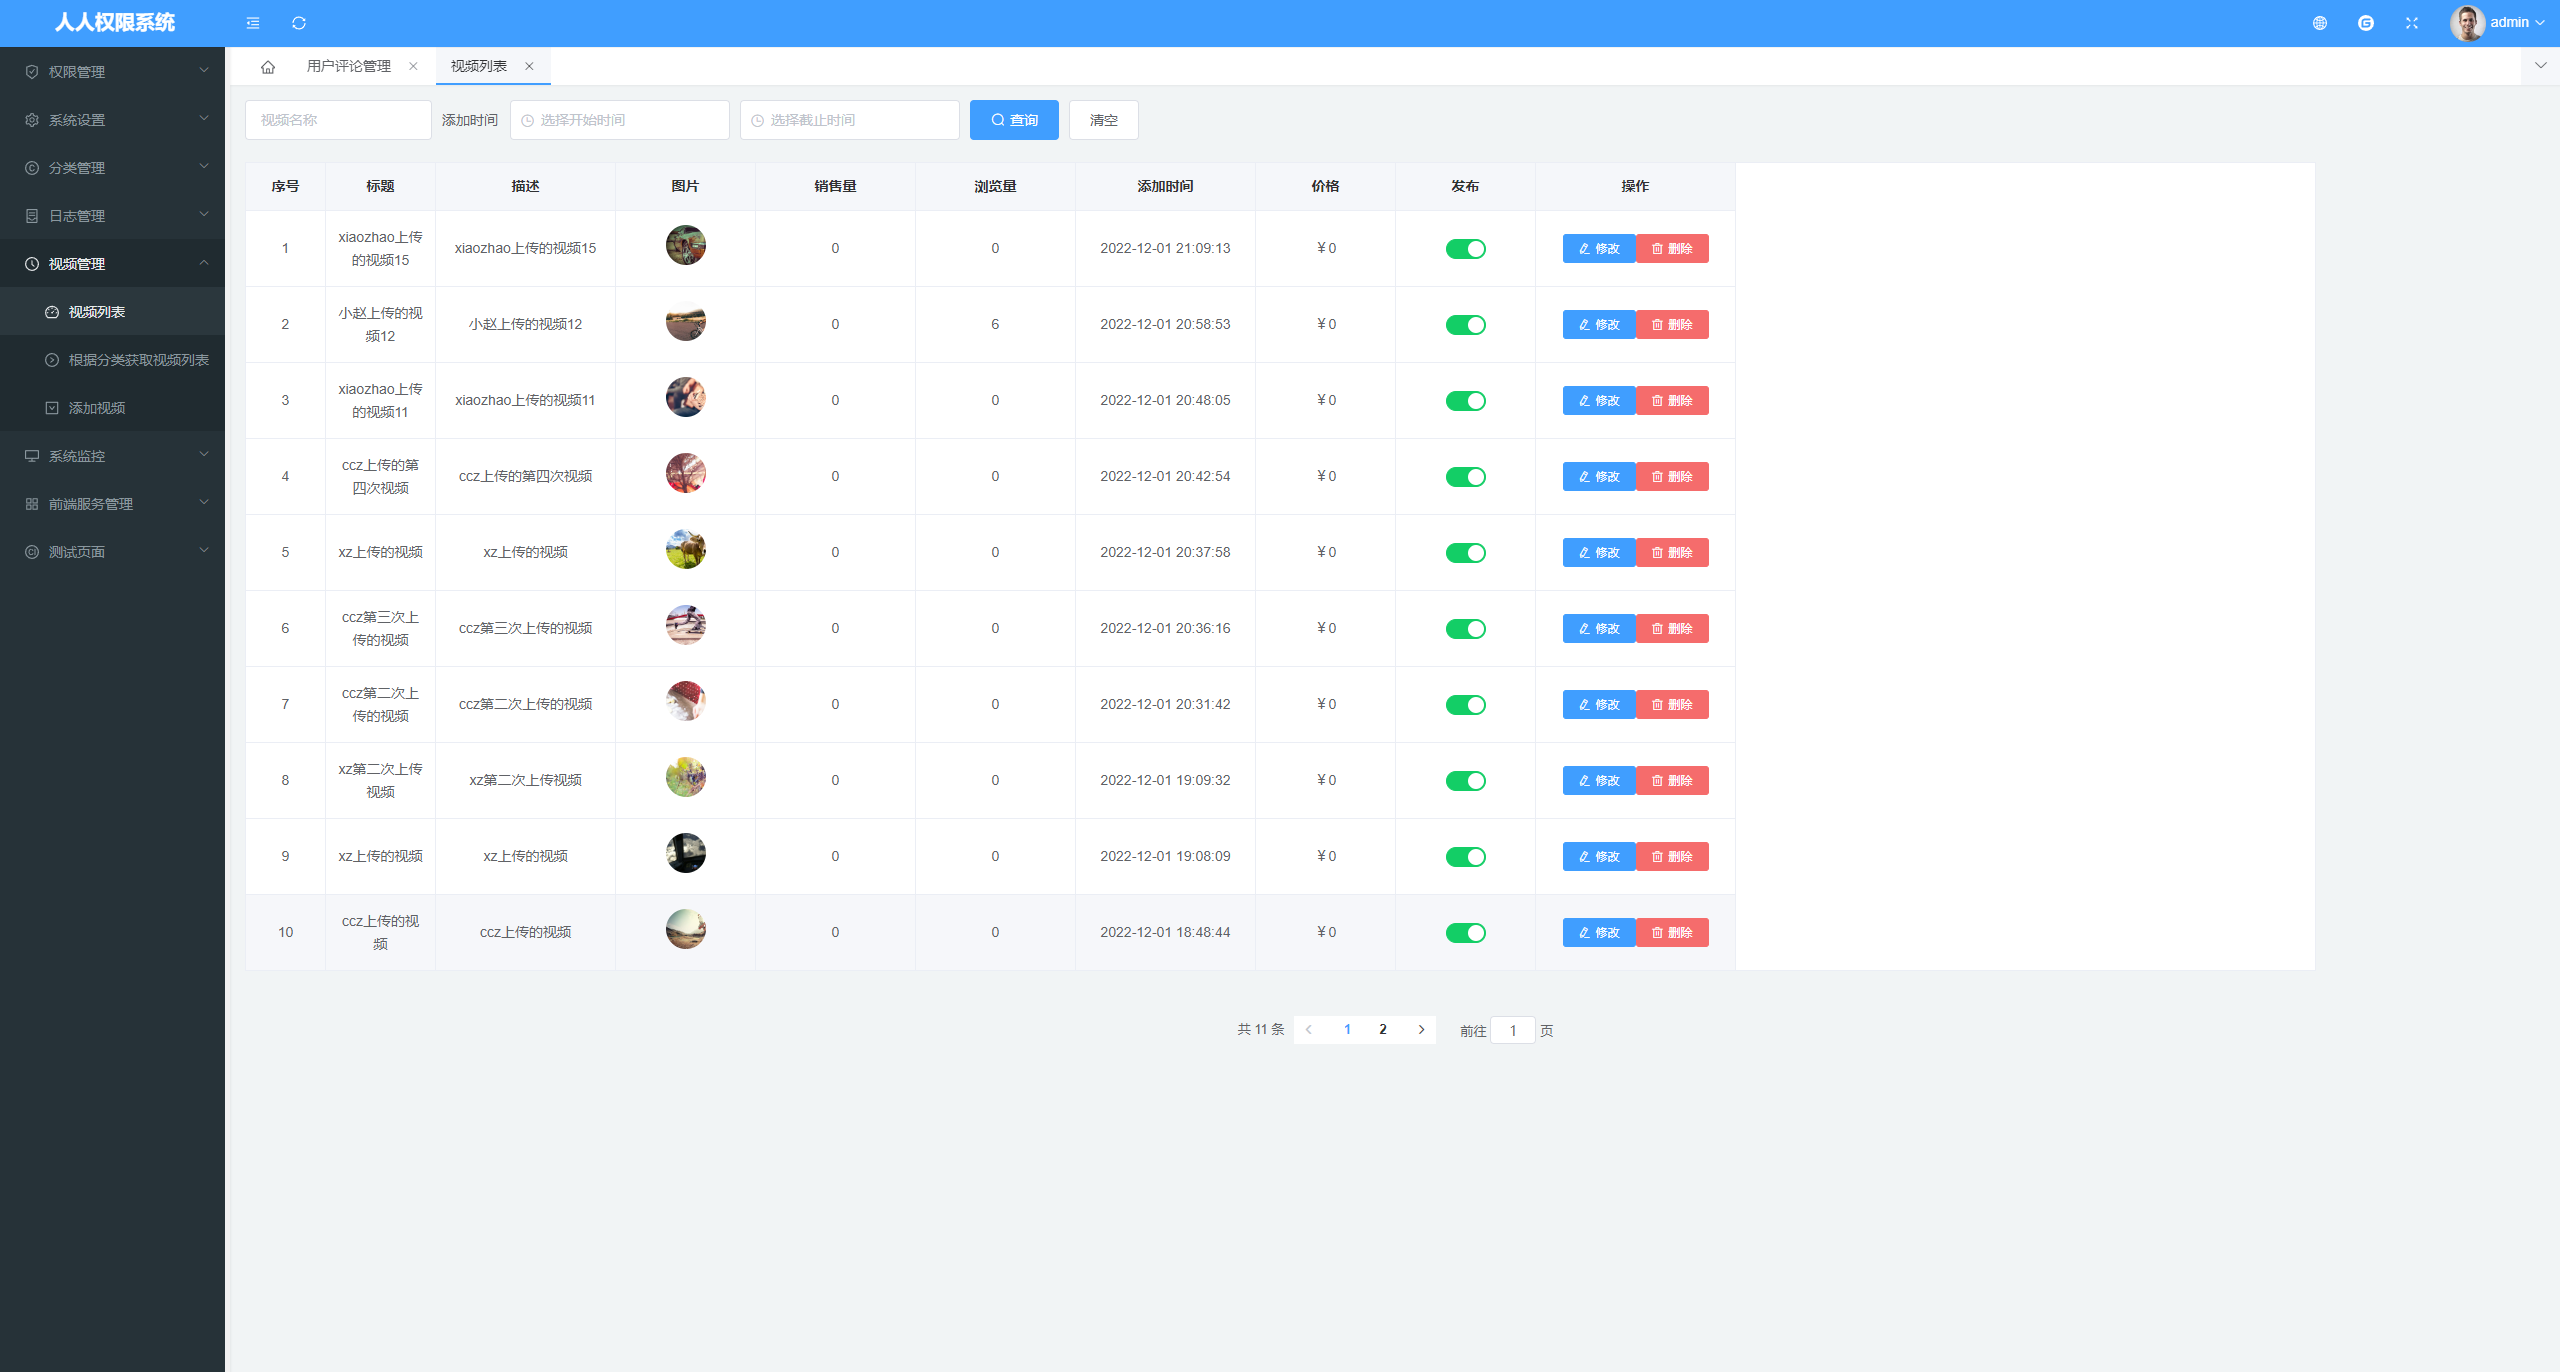 人人权限系统
admin
权限管理
系统设置
分类管理
日志管理
视频管理
视频列表
根据分类获取视频列表
添加视频
系统监控
前端服务管理
测试页面
用户评论管理
视频列表
视频名称
添加时间
选择开始时间
选择截止时间
查询
清空
序号 标题 描述 图片 销售量 浏览量 添加时间 价格 发布 操作
1 xiaozhao上传 xiaozhao上传的视频15 0 0 2022-12-01 21:09:13 ¥0 修改 删除
的视频15
2 小赵上传的视 小赵上传的视频12 0 6 2022-12-01 20:58:53 ¥0 修改 删除
频12
3 xiaozhao上传 xiaozhao上传的视频11 0 0 2022-12-01 20:48:05 ¥0 修改 删除
的视频11
4 ccz上传的第 ccz上传的第四次视频 0 0 2022-12-01 20:42:54 ¥0 修改 删除
四次视频
5 xz上传的视频 xz上传的视频 0 0 2022-12-01 20:37:58 ¥0 修改 删除
6 ccz第三次上 ccz第三次上传的视频 0 0 2022-12-01 20:36:16 ¥0 修改 删除
传的视频
7 ccz第二次上 ccz第二次上传的视频 0 0 2022-12-01 20:31:42 ¥0 修改 删除
传的视频
8 xz第二次上传 xz第二次上传视频 0 0 2022-12-01 19:09:32 ¥0 修改 删除
视频
9 xz上传的视频 xz上传的视频 0 0 2022-12-01 19:08:09 ¥0 修改 删除
10 ccz上传的视 ccz上传的视频 0 0 2022-12-01 18:48:44 ¥0 修改 删除
频
共 11 条 1 2 前往 1 页